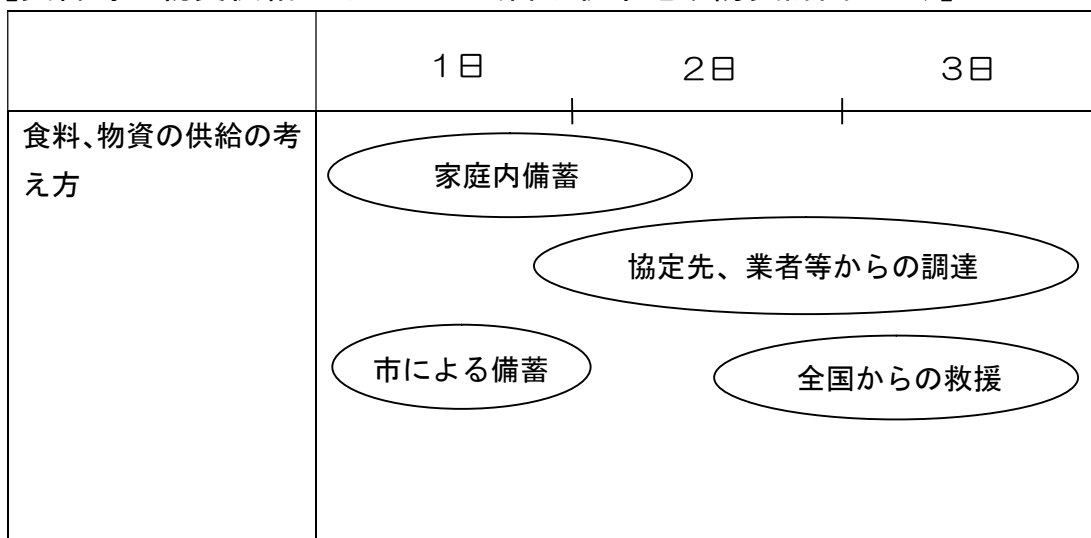 1日 2日 3日
食料、物資の供給の考
え方
家庭内備蓄
協定先、業者等からの調達
市による備蓄
全国からの救援